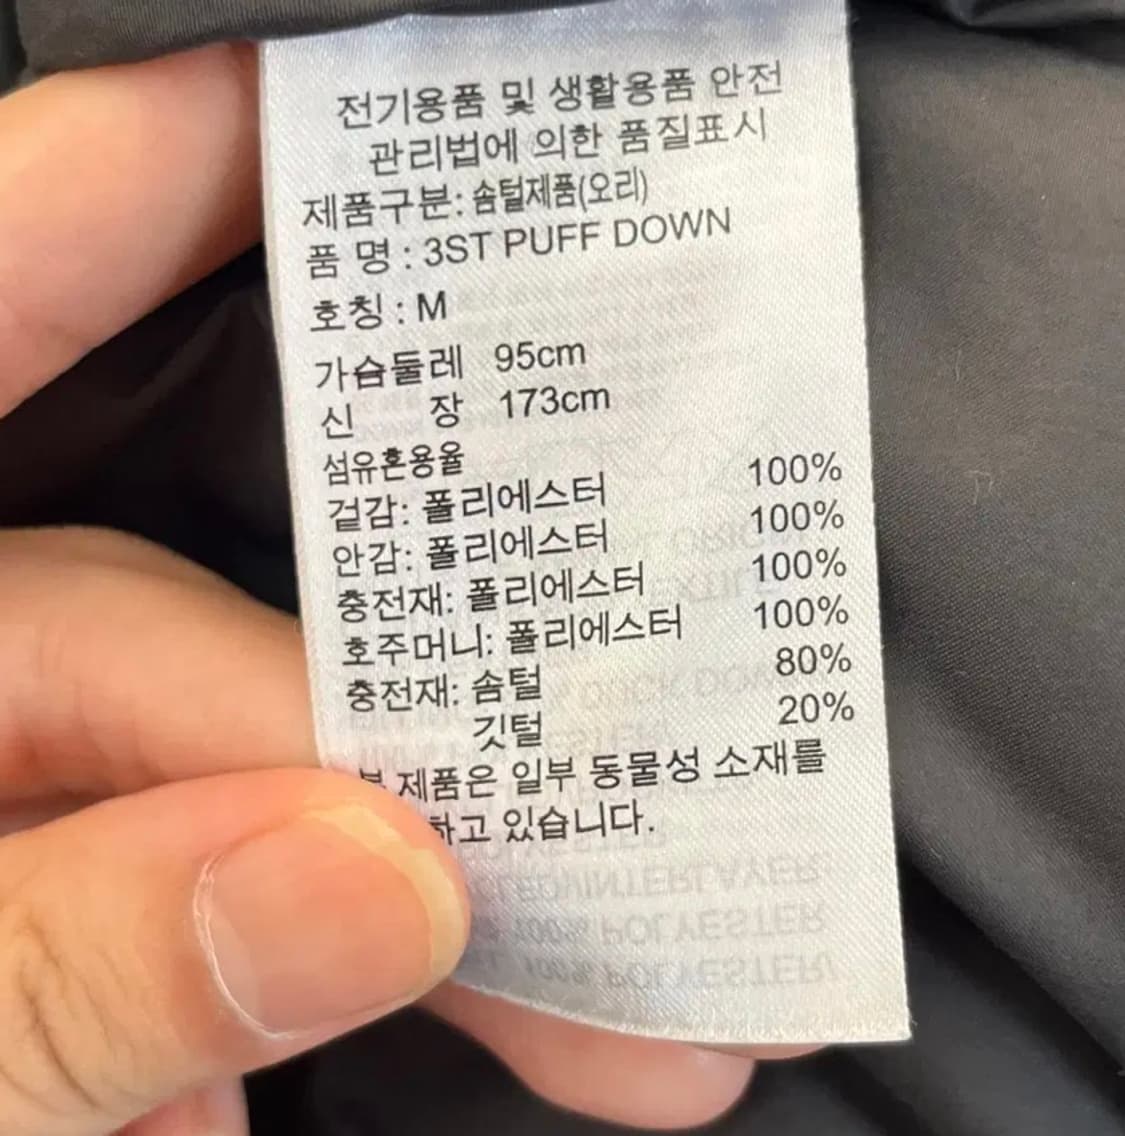 전기용품 및 생활용품 안전
관리법에 의한 품질표시
제품구분: 솜털제품(오리)
품 명 : 3ST PUFF DOWN
호칭 : M
가슴둘레 95cm
신 장 173cm
섬유혼용율
겉감: 폴리에스터 100%
안감: 폴리에스터 100%
충전재: 폴리에스터 100%
호주머니: 폴리에스터 100%
충전재: 솜털 80%
깃털 20%
제품은 일부 동물성 소재를
하고 있습니다.